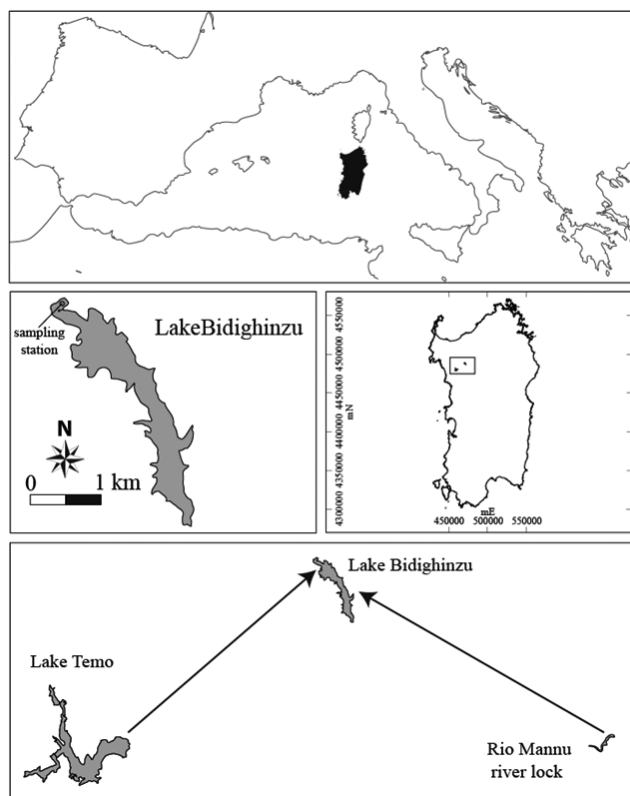 sampling
station
LakeBidighinzu
N
0 1 km
4550000
4500000
4450000
4400000
4350000
4300000
mN
mE
450000 500000 550000
Lake Bidighinzu
Lake Temo
Rio Mannu
river lock